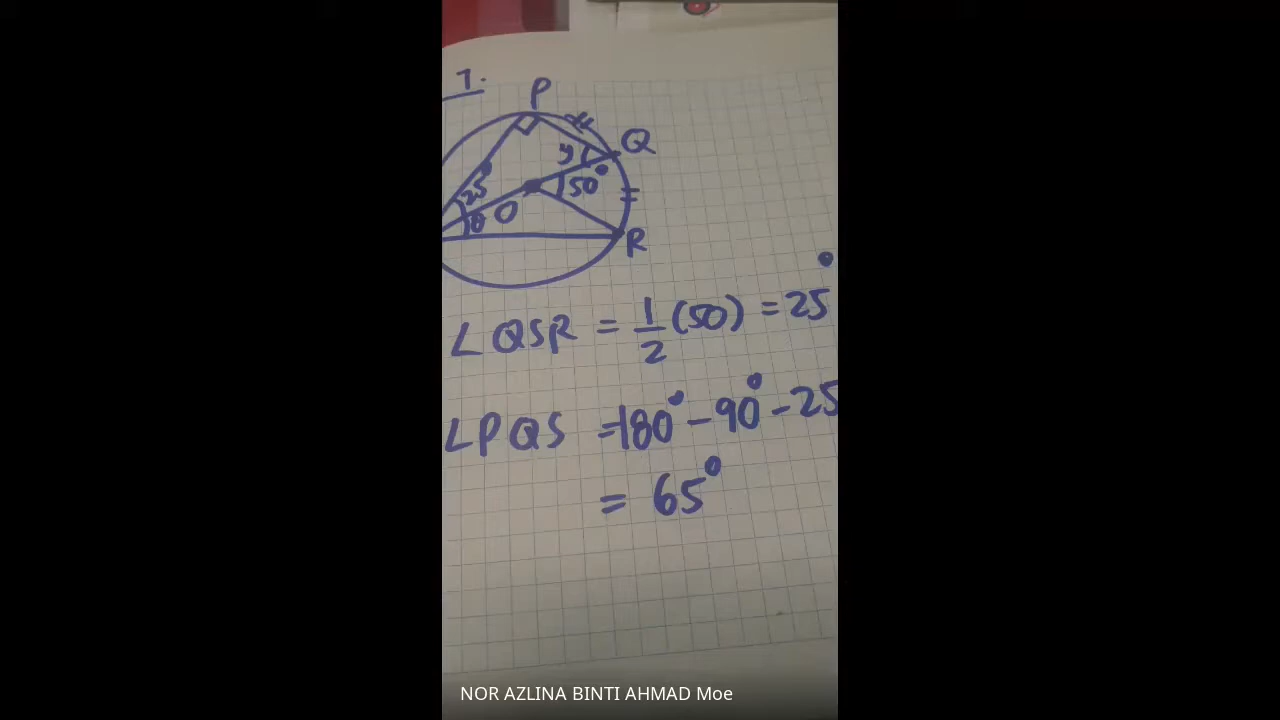 7.
P
Q
y
50°
25°
θ
O
R
∠QSR = 1/2 (50) = 25°
∠PQS = 180° - 90° - 25
= 65°
NOR AZLINA BINTI AHMAD Moe